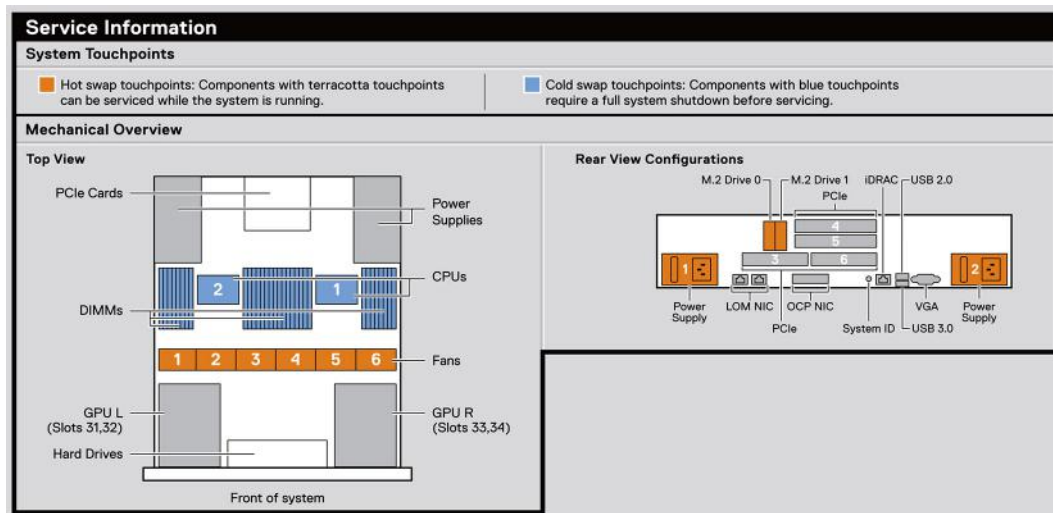 Service Information
System Touchpoints
Hot swap touchpoints: Components with terracotta touchpoints
can be serviced while the system is running.
Cold swap touchpoints: Components with blue touchpoints
require a full system shutdown before servicing.
Mechanical Overview
Top View
PCIe Cards
Power
Supplies
2
1
CPUs
DIMMs
1 2 3 4 5 6
Fans
GPU L
(Slots 31,32)
GPU R
(Slots 33,34)
Hard Drives
Front of system
Rear View Configurations
M.2 Drive 0
M.2 Drive 1
iDRAC
USB 2.0
PCIe
4
5
3
6
1
2
Power
Supply
LOM NIC
OCP NIC
VGA
Power
Supply
PCIe
System ID
USB 3.0